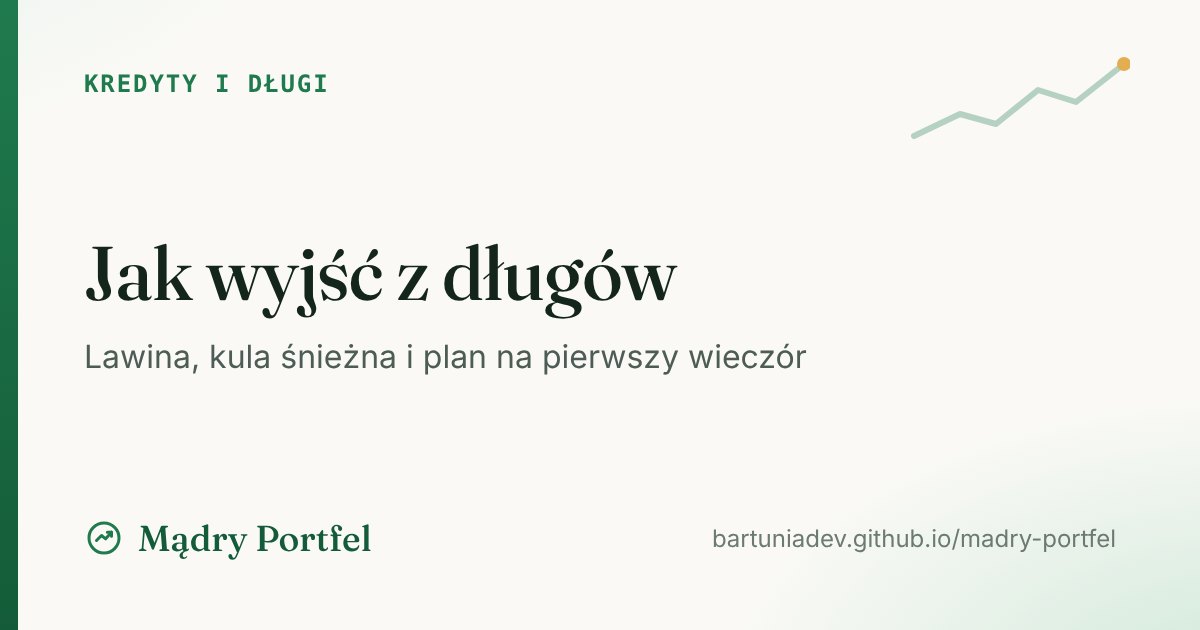 KREDYTY I DŁUGI
Jak wyjść z długów
Lawina, kula śnieżna i plan na pierwszy wieczór
Mądry Portfel
bartuniadev.github.io/madry-portfel